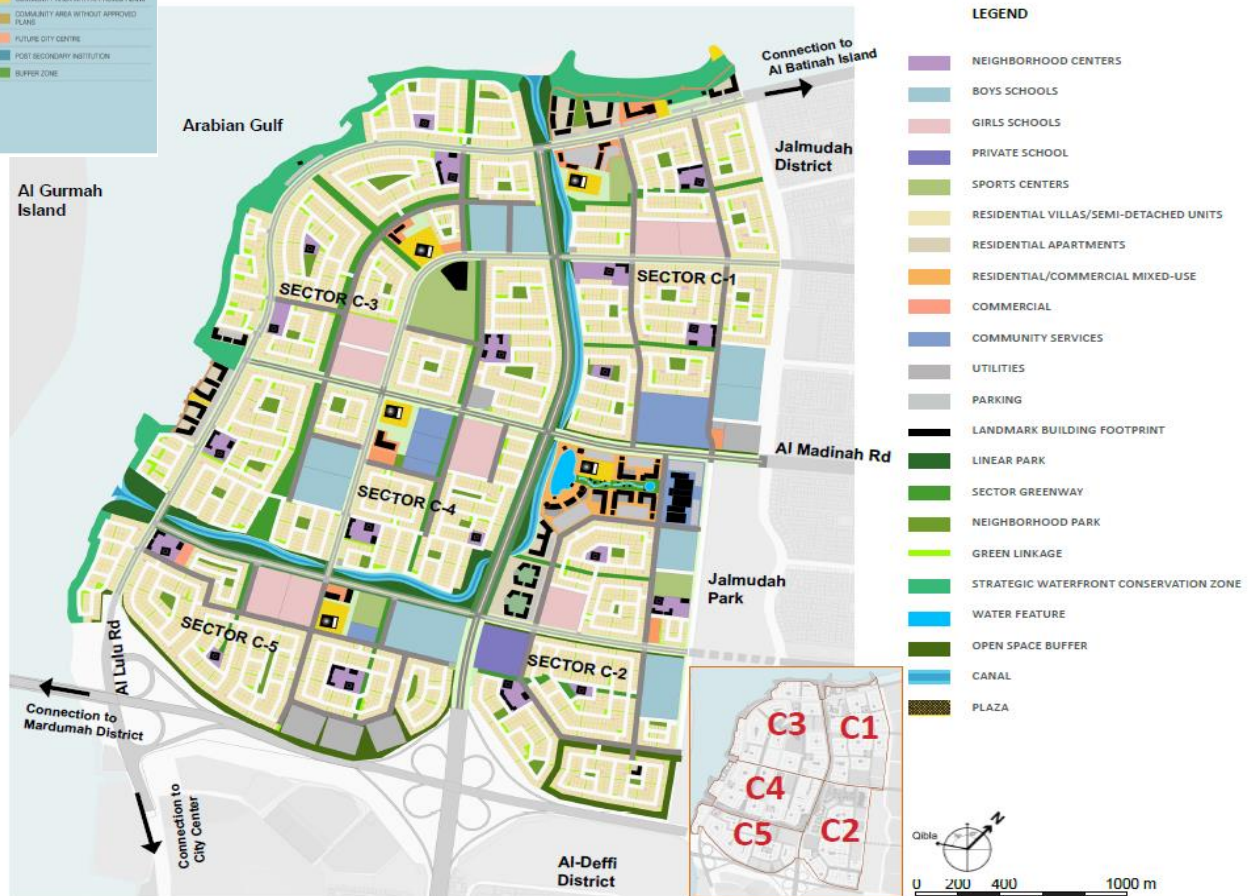 COMMUNITY AREA WITHOUT APPROVED
PLANS
FUTURE CITY CENTRE
POST SECONDARY INSTITUTION
BUFFER ZONE
Connection to
Al Batinah Island
Arabian Gulf
Jalmudah
District
Al Gurmah
Island
SECTOR C-1
SECTOR C-3
Al Madinah Rd
SECTOR C-4
Jalmudah
Park
SECTOR C-5
SECTOR C-2
Al Lulu Rd
Connection to
Mardumah District
Connection to
City Center
Al-Deffi
District
C3
C1
C4
C5
C2
LEGEND
NEIGHBORHOOD CENTERS
BOYS SCHOOLS
GIRLS SCHOOLS
PRIVATE SCHOOL
SPORTS CENTERS
RESIDENTIAL VILLAS/SEMI-DETACHED UNITS
RESIDENTIAL APARTMENTS
RESIDENTIAL/COMMERCIAL MIXED-USE
COMMERCIAL
COMMUNITY SERVICES
UTILITIES
PARKING
LANDMARK BUILDING FOOTPRINT
LINEAR PARK
SECTOR GREENWAY
NEIGHBORHOOD PARK
GREEN LINKAGE
STRATEGIC WATERFRONT CONSERVATION ZONE
WATER FEATURE
OPEN SPACE BUFFER
CANAL
PLAZA
Qibla
N
0 200 400 1000 m